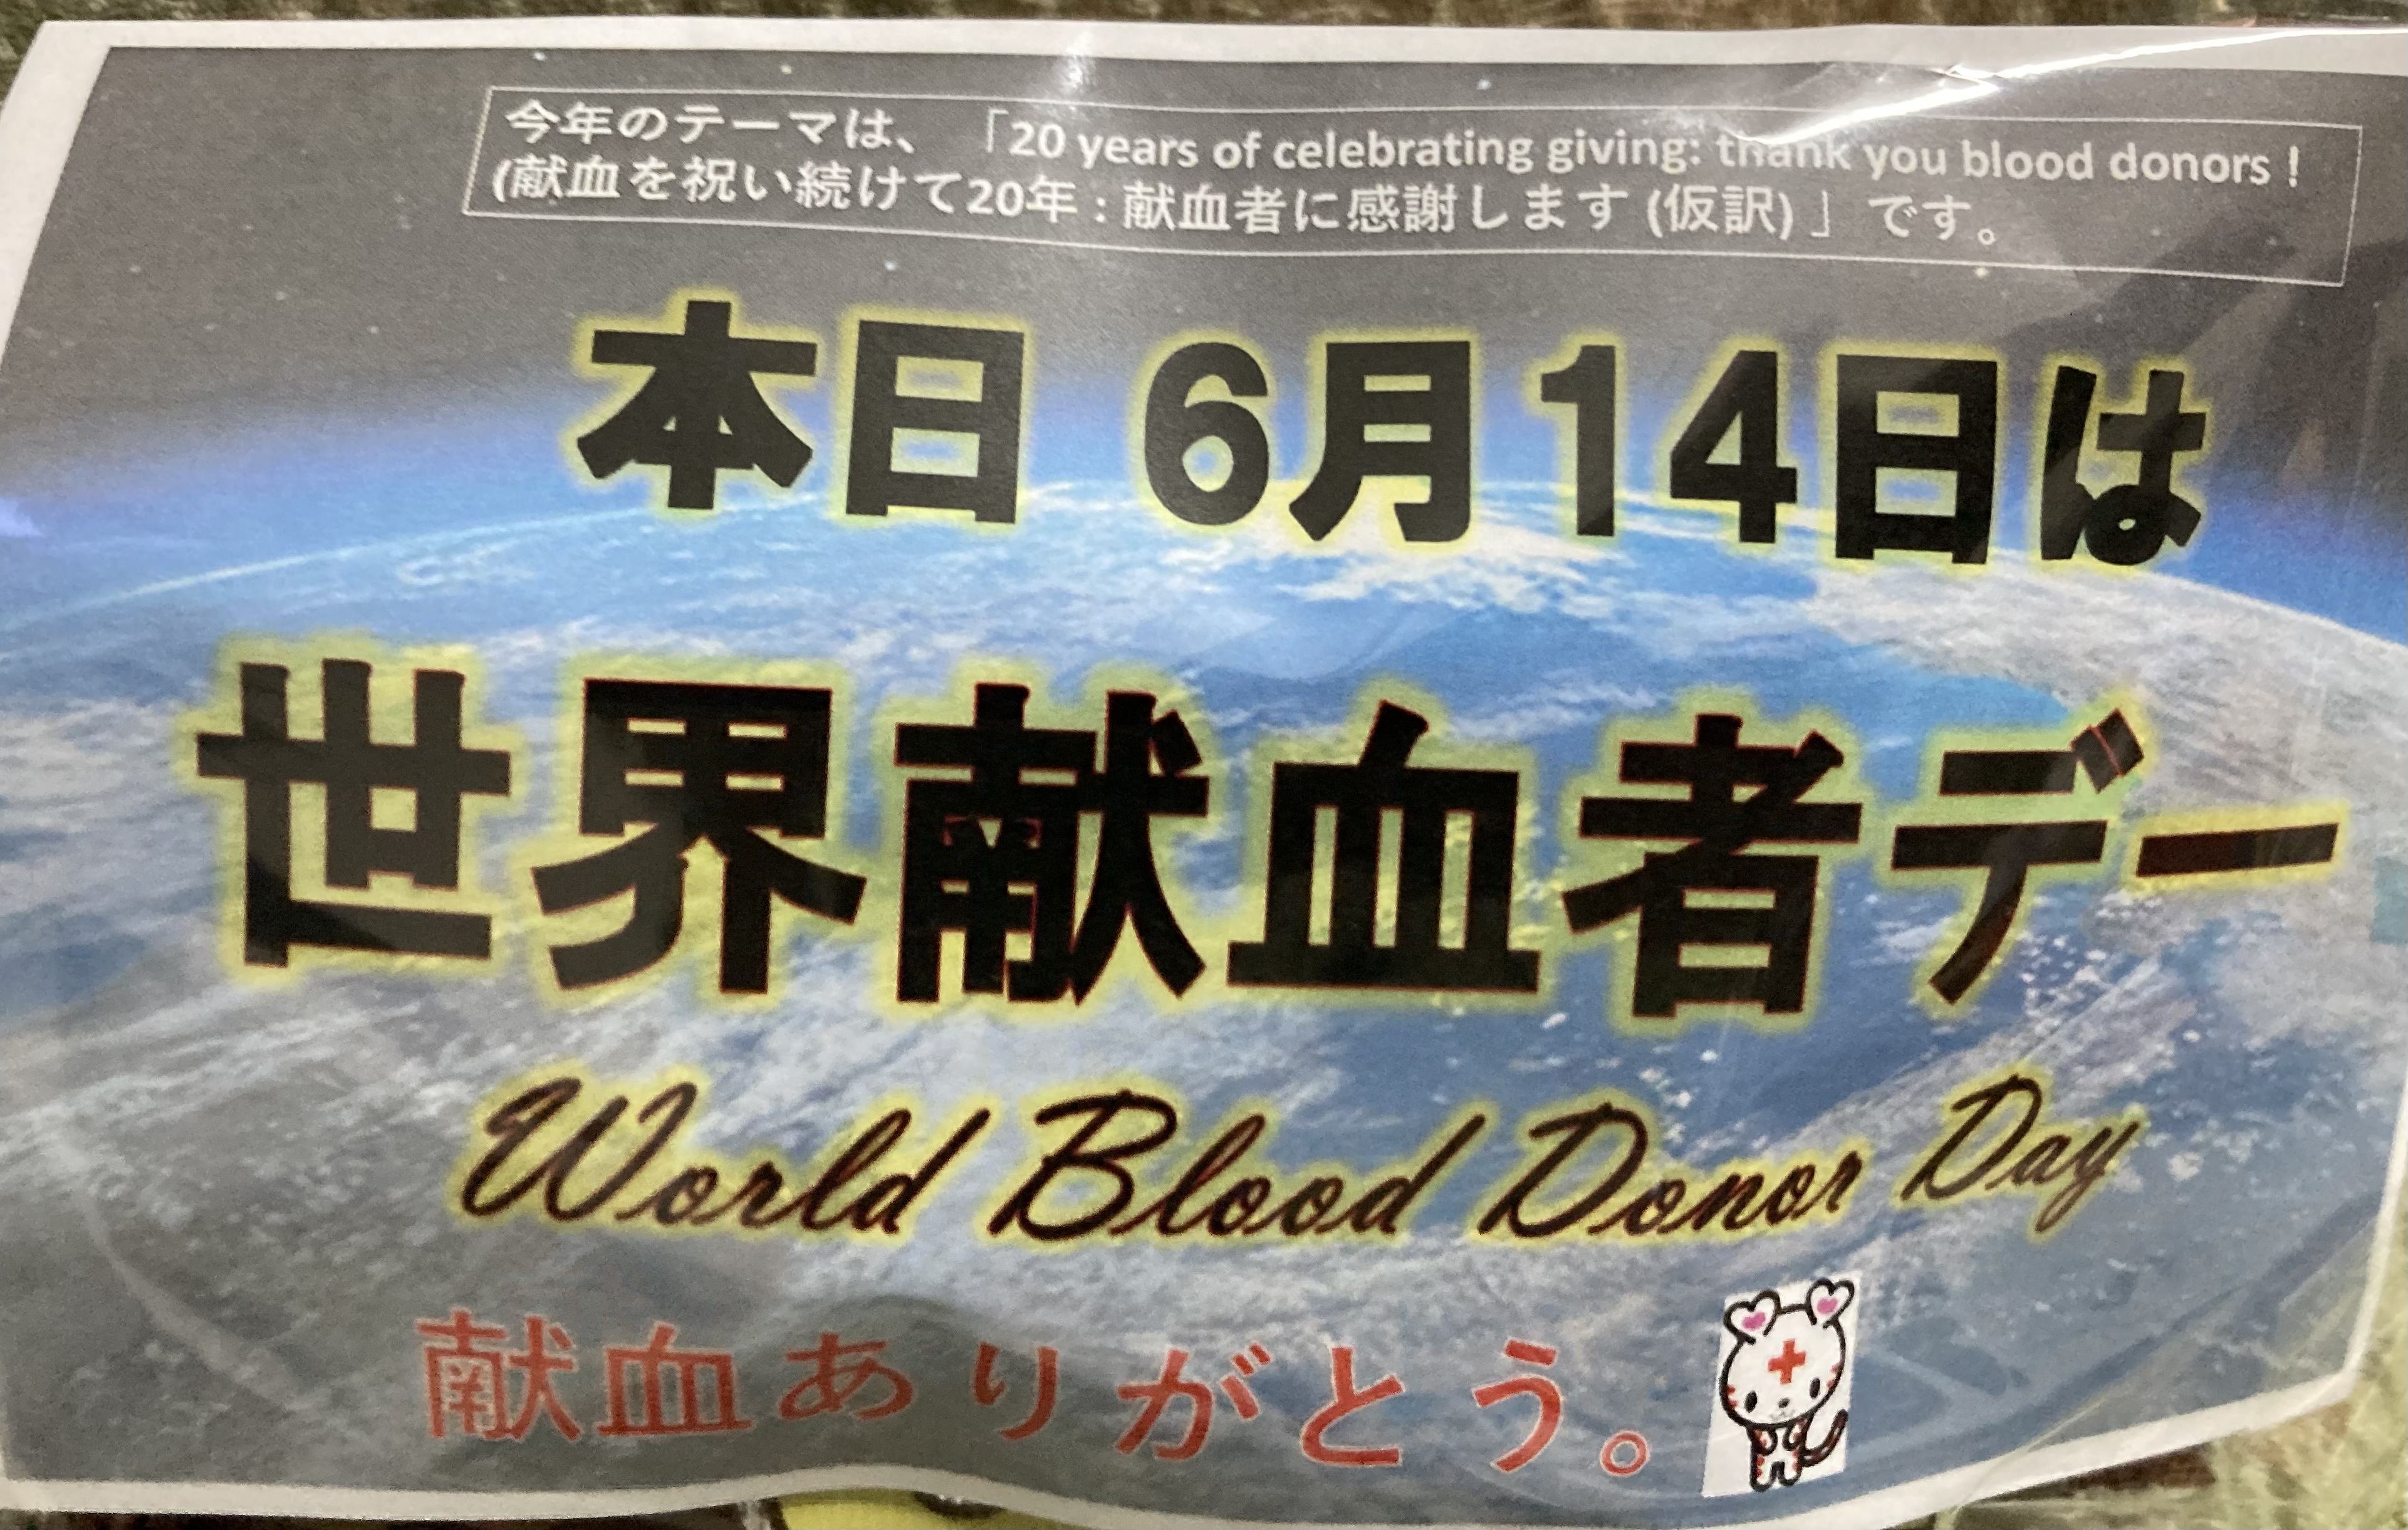 今年のテーマは、「20 years of celebrating giving: thank you blood donors！
(献血を祝い続けて20年：献血者に感謝します(仮訳)」です。
本日 6月14日は
世界献血者デー
World Blood Donor Day
献血ありがとう。